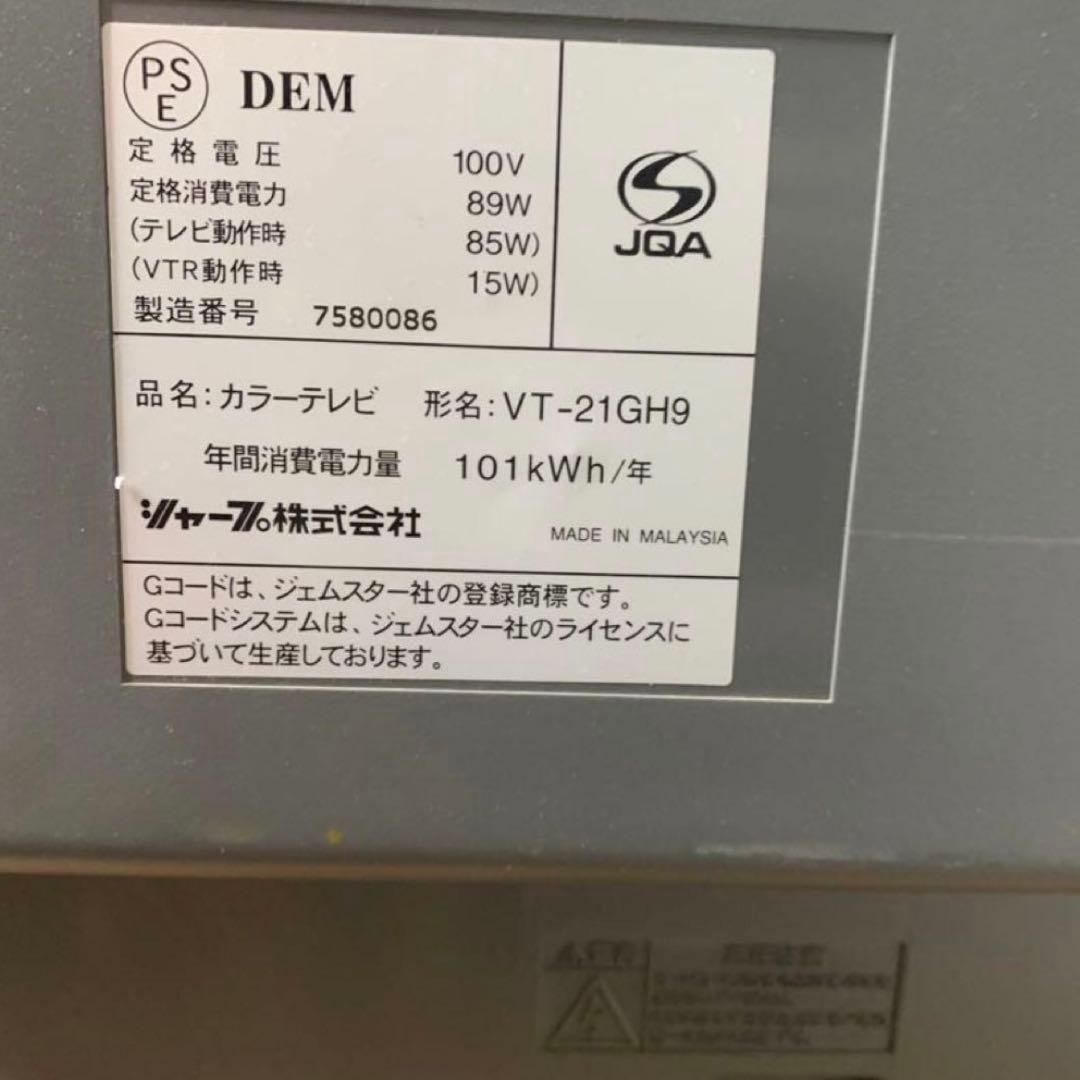 PSE DEM
定格電圧 100V
定格消費電力 89W
(テレビ動作時 85W)
(VTR動作時 15W)
製造番号 7580086
JQA
品名:カラーテレビ 形名:VT-21GH9
年間消費電力量 101kWh/年
シャープ株式会社 MADE IN MALAYSIA
Gコードは、ジェムスター社の登録商標です。
Gコードシステムは、ジェムスター社のライセンスに
基づいて生産しております。